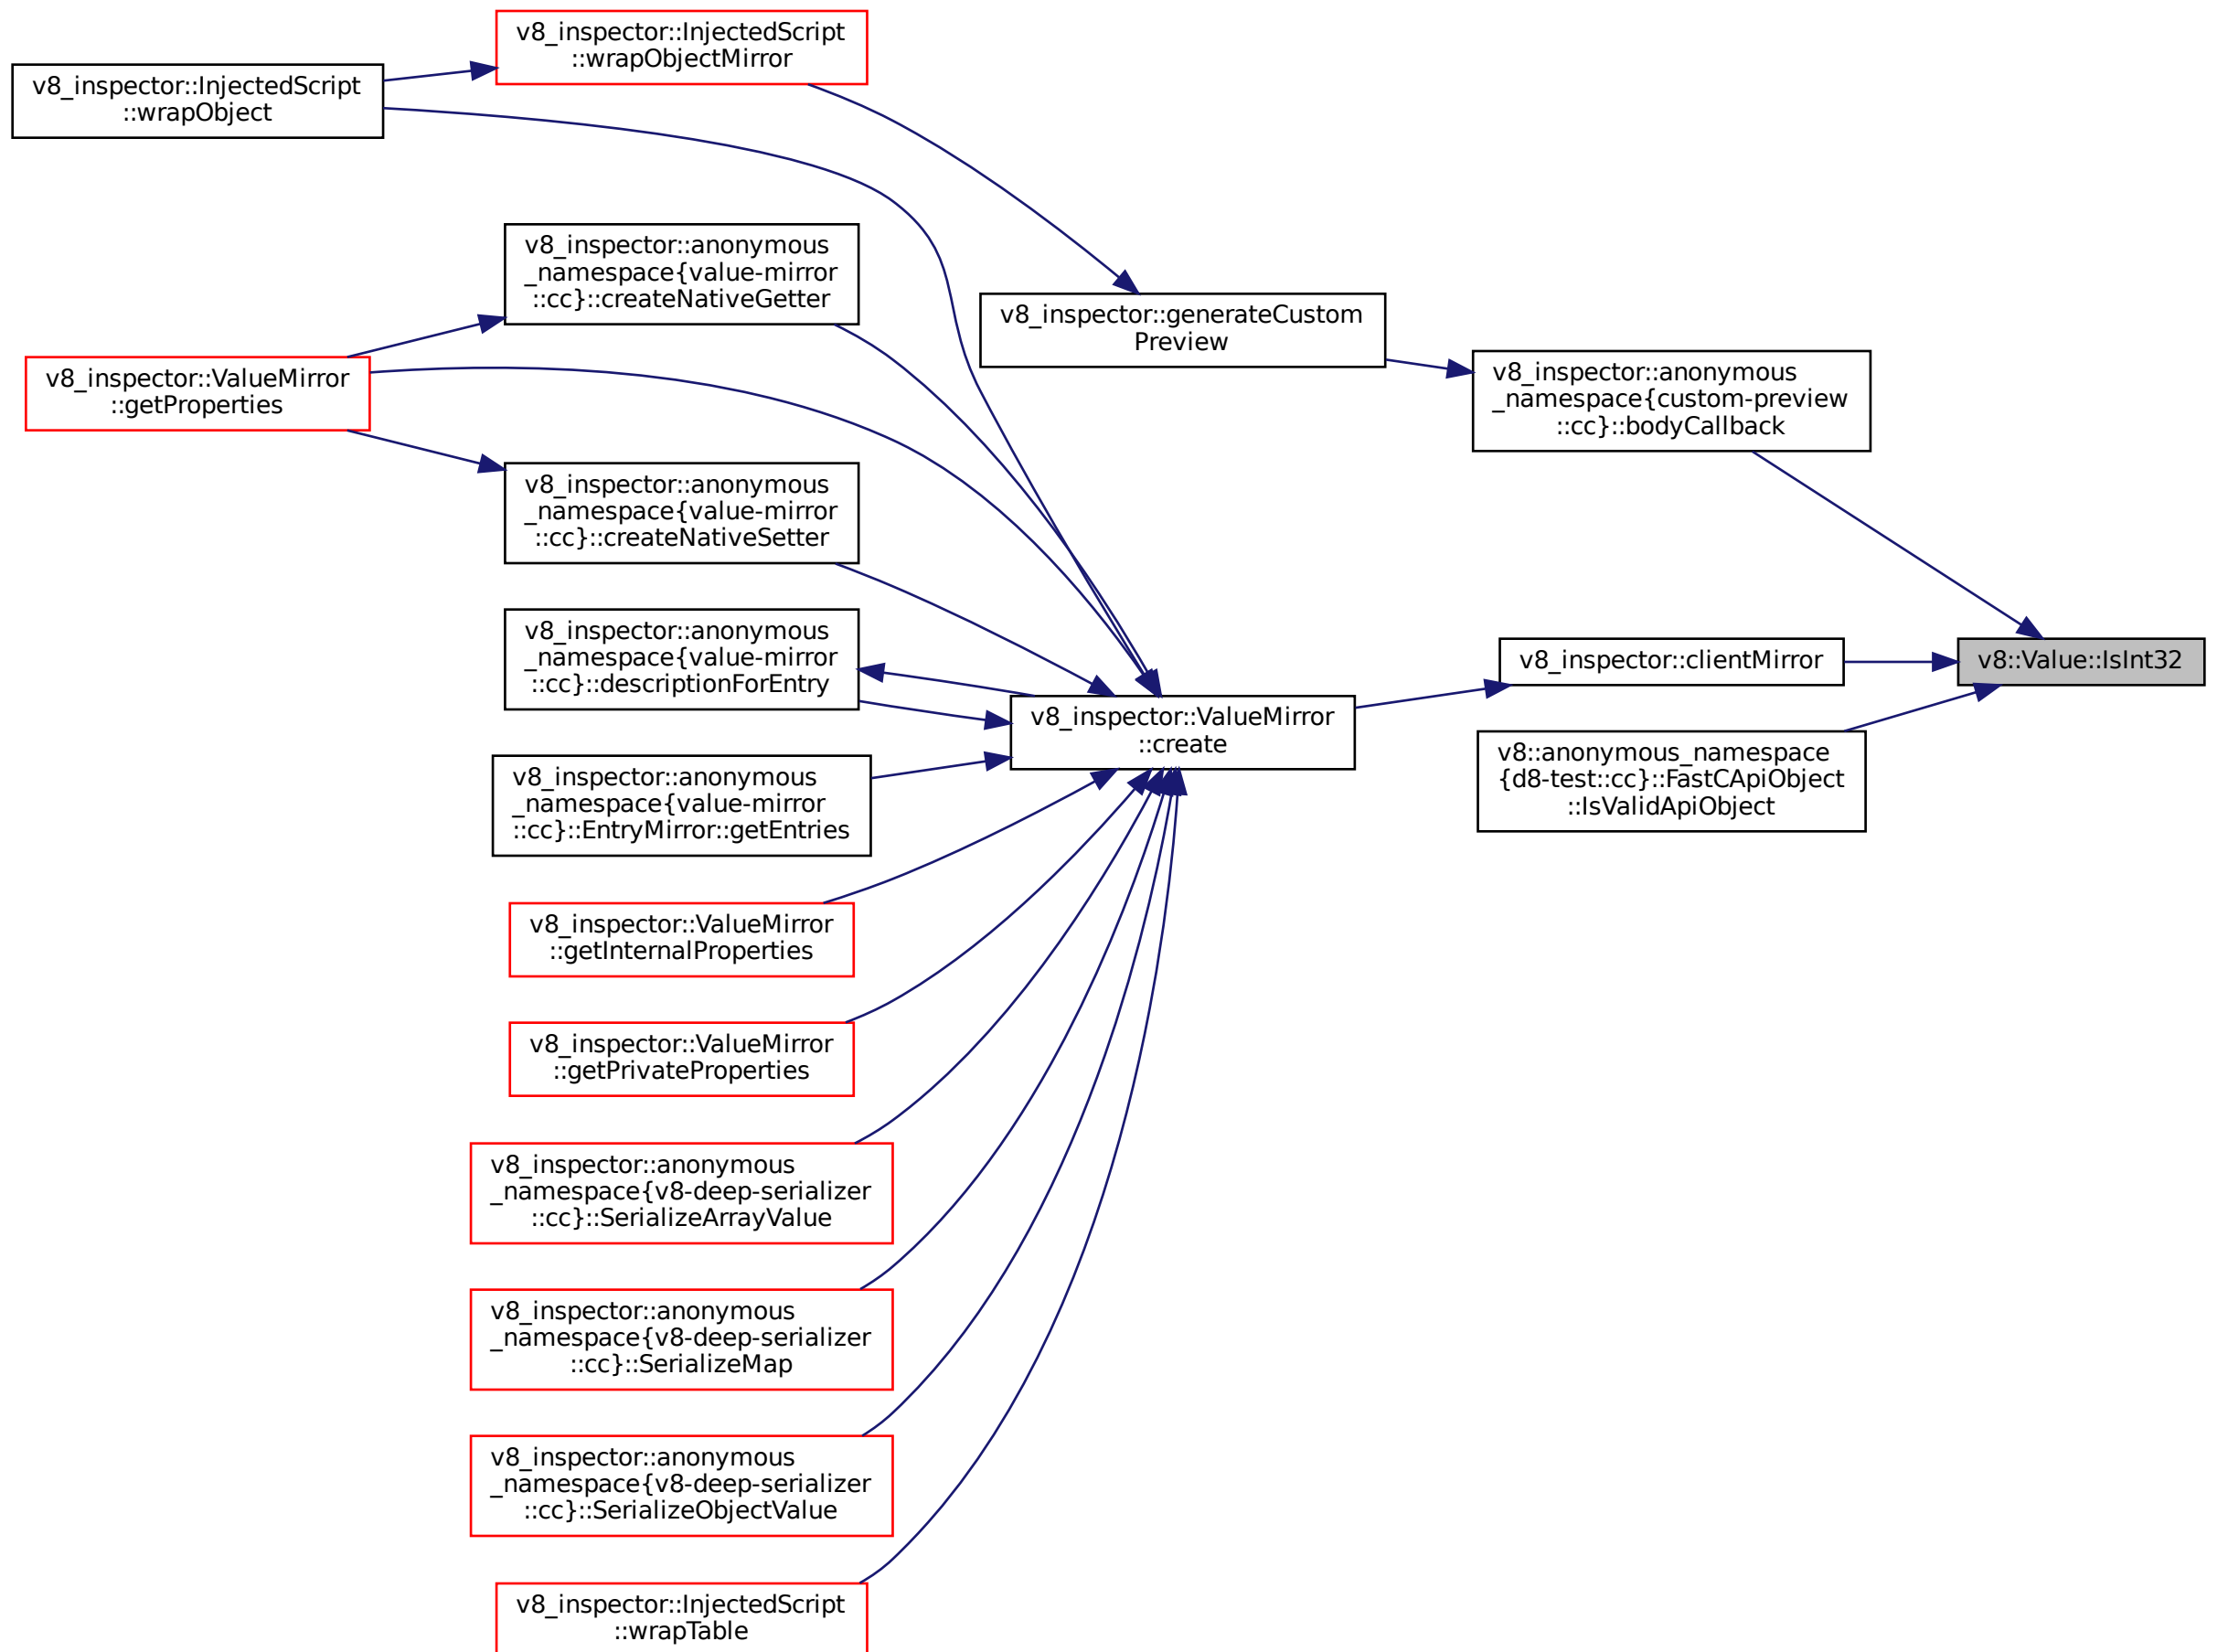 v8_inspector::InjectedScript
::wrapObjectMirror
v8_inspector::InjectedScript
::wrapObject
v8_inspector::anonymous
_namespace{value-mirror
::cc}::createNativeGetter
v8_inspector::generateCustom
Preview
v8_inspector::ValueMirror
::getProperties
v8_inspector::anonymous
_namespace{custom-preview
::cc}::bodyCallback
v8_inspector::anonymous
_namespace{value-mirror
::cc}::createNativeSetter
v8_inspector::anonymous
_namespace{value-mirror
::cc}::descriptionForEntry
v8_inspector::clientMirror
v8::Value::IsInt32
v8_inspector::ValueMirror
::create
v8::anonymous_namespace
{d8-test::cc}::FastCApiObject
::IsValidApiObject
v8_inspector::anonymous
_namespace{value-mirror
::cc}::EntryMirror::getEntries
v8_inspector::ValueMirror
::getInternalProperties
v8_inspector::ValueMirror
::getPrivateProperties
v8_inspector::anonymous
_namespace{v8-deep-serializer
::cc}::SerializeArrayValue
v8_inspector::anonymous
_namespace{v8-deep-serializer
::cc}::SerializeMap
v8_inspector::anonymous
_namespace{v8-deep-serializer
::cc}::SerializeObjectValue
v8_inspector::InjectedScript
::wrapTable